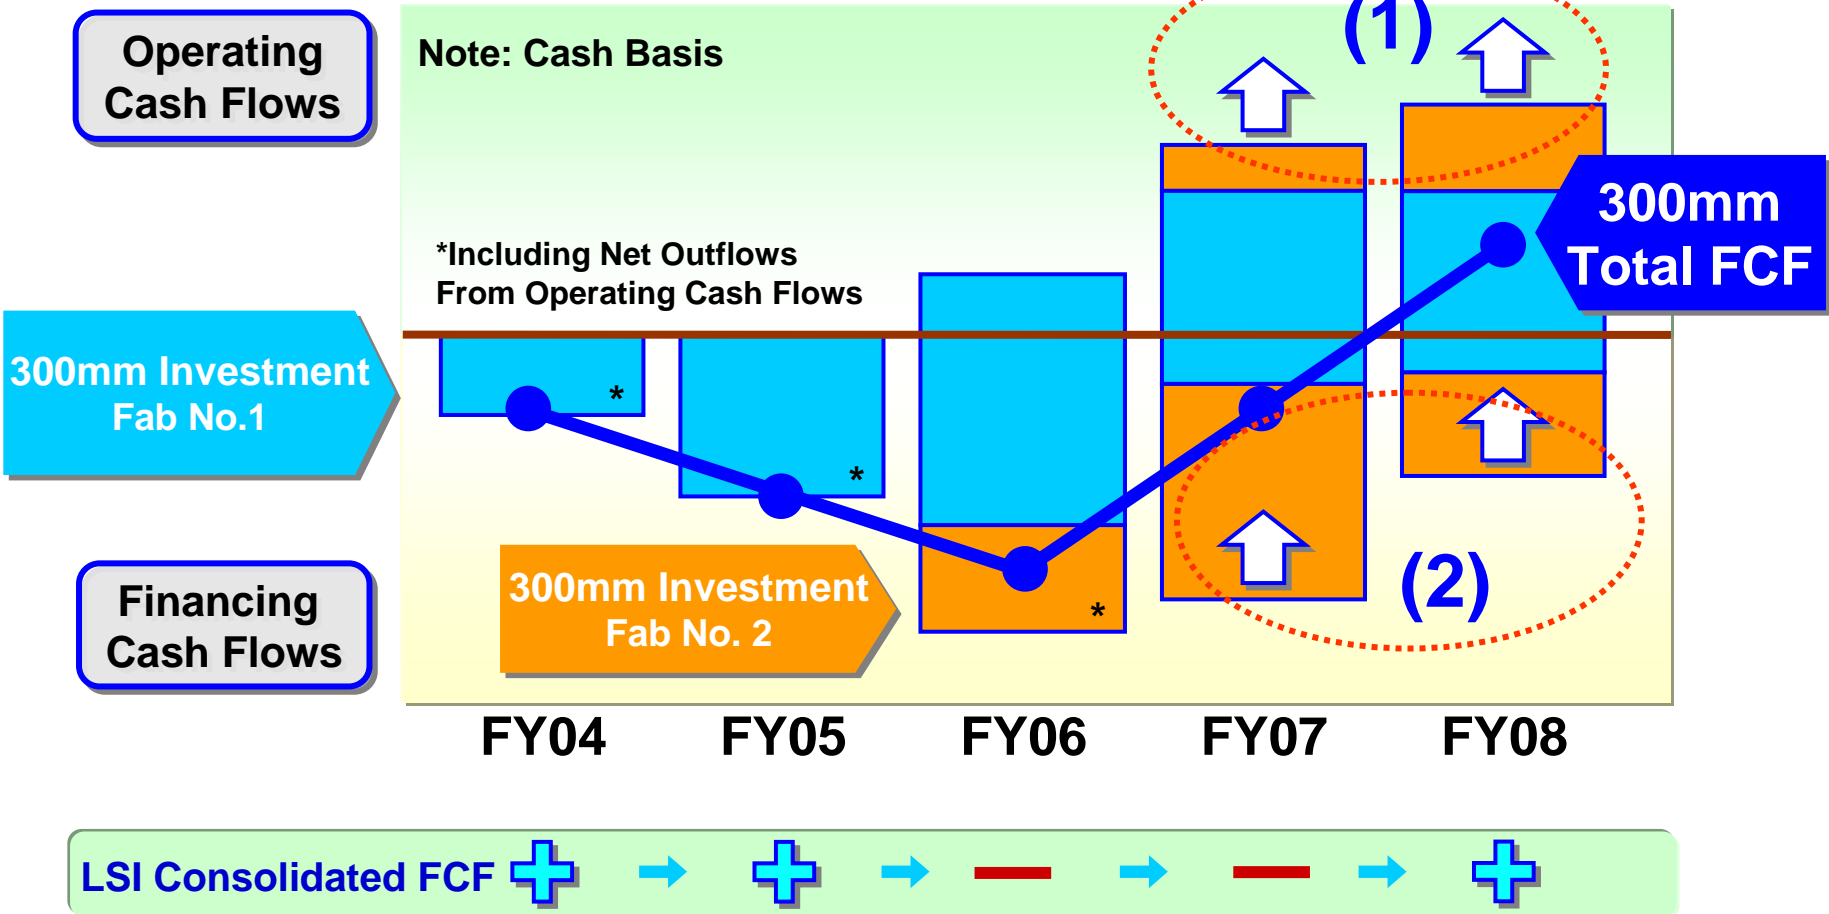 (1)
Operating
Cash Flows
Note: Cash Basis
300mm
Total FCF
*Including Net Outflows
From Operating Cash Flows
300mm Investment
Fab No.1
*
*
*
300mm Investment
Fab No. 2
(2)
Financing
Cash Flows
FY04 FY05 FY06 FY07 FY08
LSI Consolidated FCF